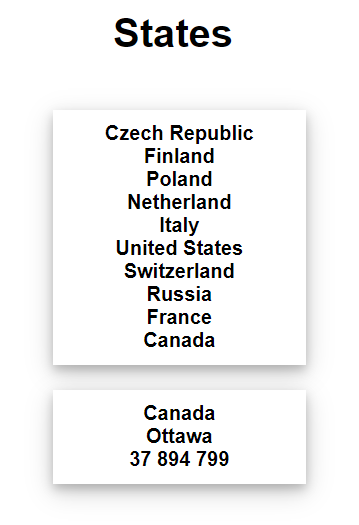 States
Czech Republic
Finland
Poland
Netherland
Italy
United States
Switzerland
Russia
France
Canada
Canada
Ottawa
37 894 799